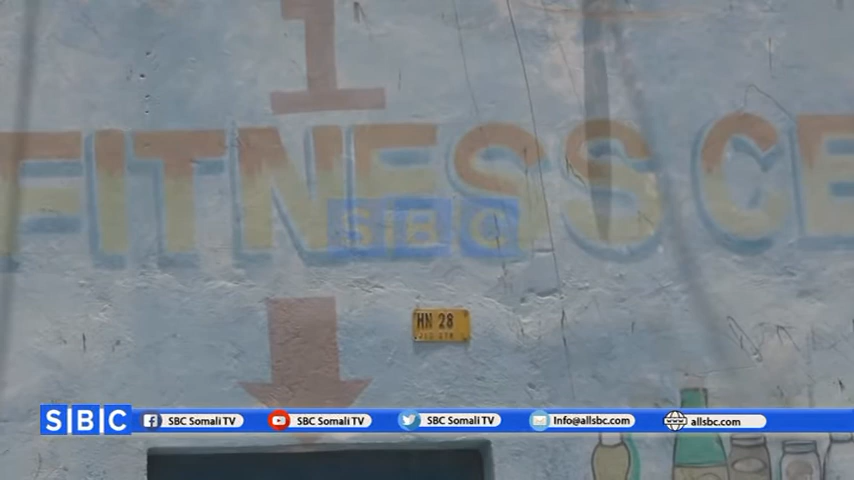 FITNESS CE
SBC
HN 28
SBC
SBC Somali TV
SBC Somali TV
SBC Somali TV
Info@allsbc.com
allsbc.com